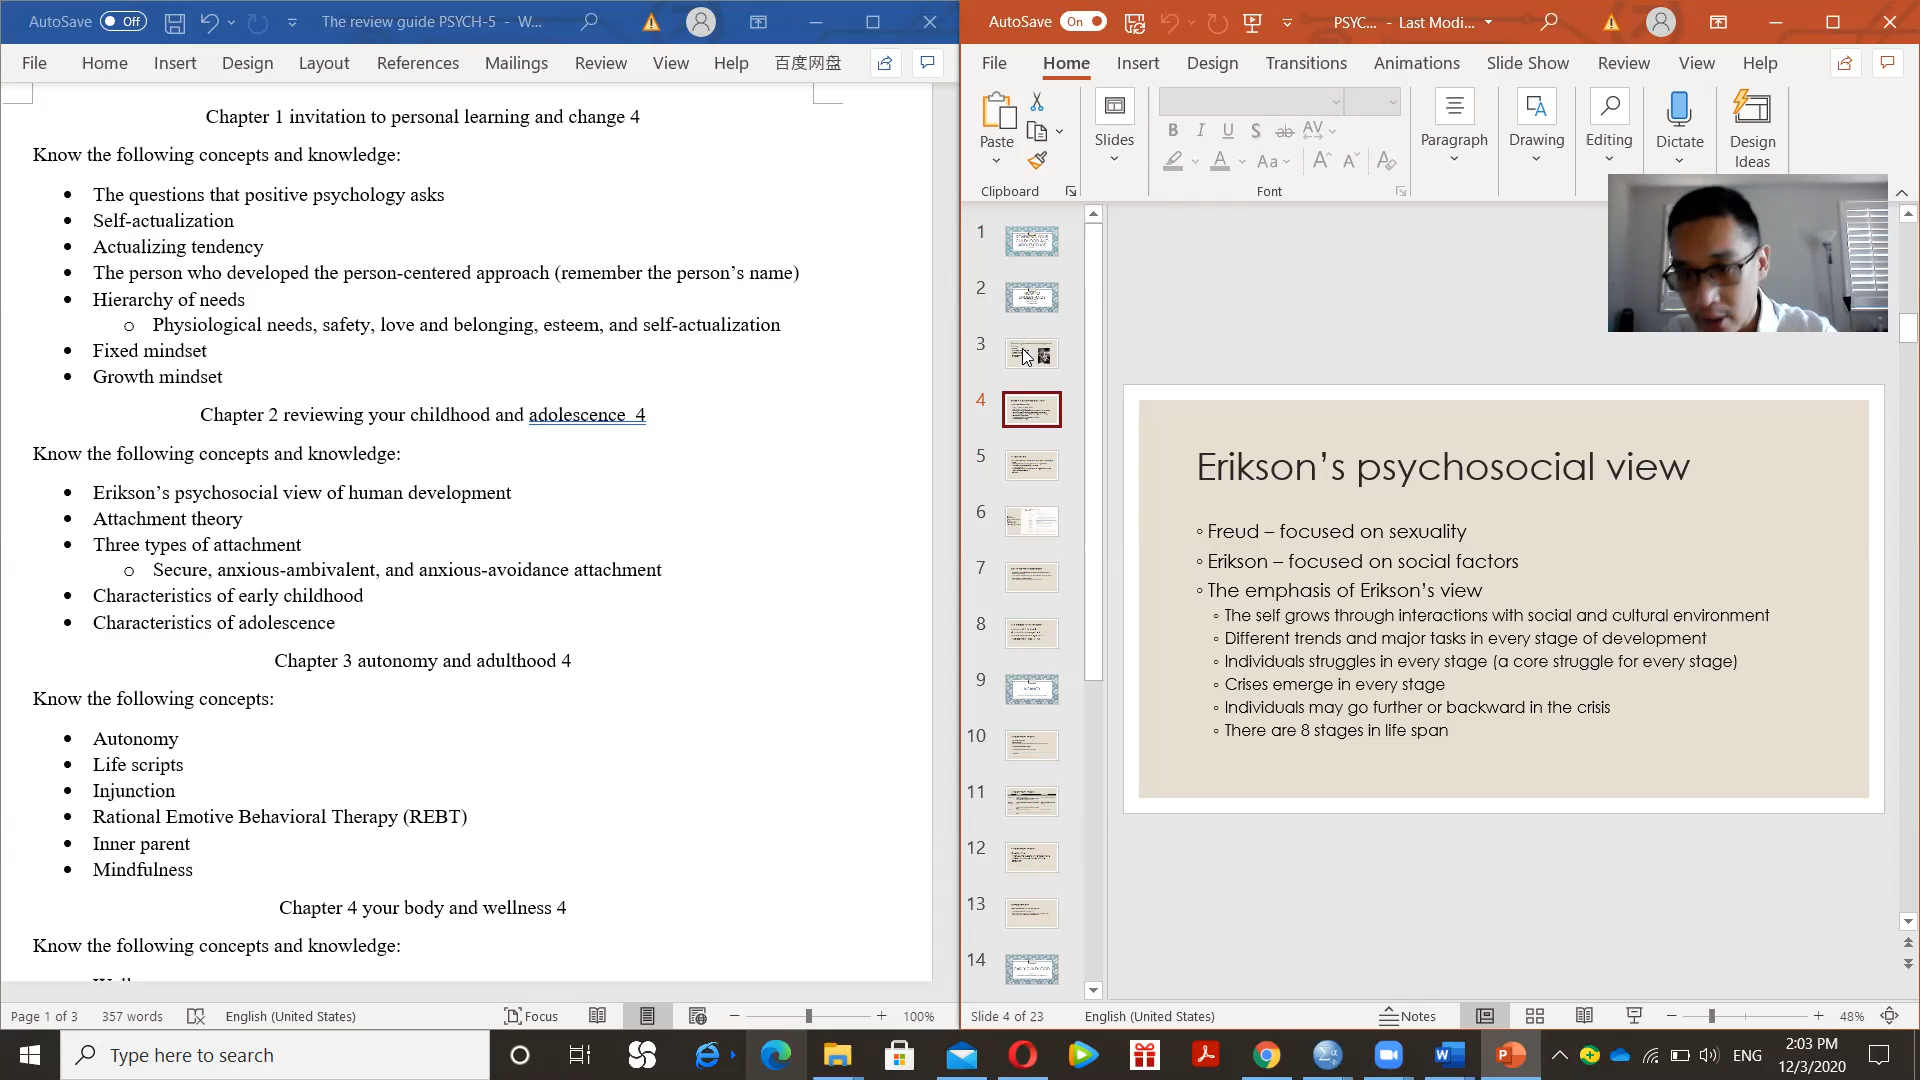 AutoSave Off The review guide PSYCH-5 - W...
File Home Insert Design Layout References Mailings Review View Help 百度网盘
Chapter 1 invitation to personal learning and change 4
Know the following concepts and knowledge:
The questions that positive psychology asks
Self-actualization
Actualizing tendency
The person who developed the person-centered approach (remember the person’s name)
Hierarchy of needs
Physiological needs, safety, love and belonging, esteem, and self-actualization
Fixed mindset
Growth mindset
Chapter 2 reviewing your childhood and adolescence 4
Know the following concepts and knowledge:
Erikson’s psychosocial view of human development
Attachment theory
Three types of attachment
Secure, anxious-ambivalent, and anxious-avoidance attachment
Characteristics of early childhood
Characteristics of adolescence
Chapter 3 autonomy and adulthood 4
Know the following concepts:
Autonomy
Life scripts
Injunction
Rational Emotive Behavioral Therapy (REBT)
Inner parent
Mindfulness
Chapter 4 your body and wellness 4
Know the following concepts and knowledge:
Page 1 of 3 357 words English (United States) Focus 100%
AutoSave On PSYC... - Last Modi...
File Home Insert Design Transitions Animations Slide Show Review View Help
Paste Slides Paragraph Drawing Editing Dictate Design Ideas
B I U S ab AV
A Aa A A A
Clipboard Font
1
2
3
4
5
6
7
8
9
10
11
12
13
14
Erikson’s psychosocial view
Freud – focused on sexuality
Erikson – focused on social factors
The emphasis of Erikson’s view
The self grows through interactions with social and cultural environment
Different trends and major tasks in every stage of development
Individuals struggles in every stage (a core struggle for every stage)
Crises emerge in every stage
Individuals may go further or backward in the crisis
There are 8 stages in life span
Slide 4 of 23 English (United States) Notes 48%
Type here to search
ENG
2:03 PM
12/3/2020